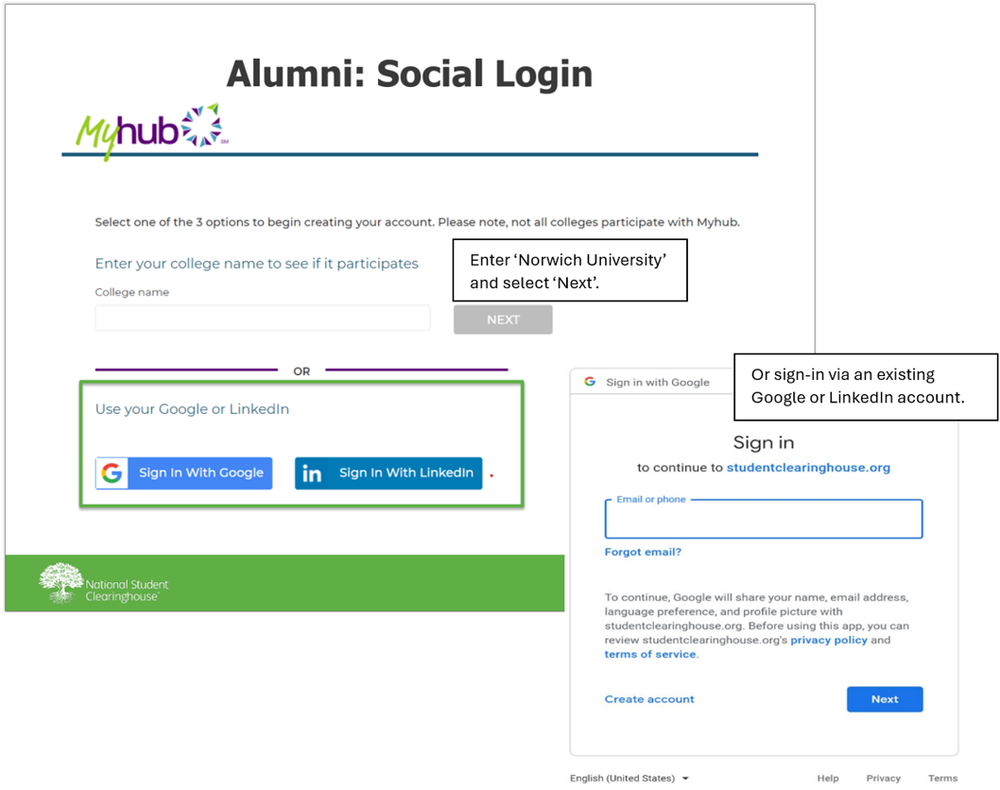 Alumni: Social Login
Myhub SM
Select one of the 3 options to begin creating your account. Please note, not all colleges participate with Myhub.
Enter your college name to see if it participates
Enter ‘Norwich University’
and select ‘Next’.
College name
NEXT
OR
Use your Google or LinkedIn
Sign In With Google
in Sign In With LinkedIn
National Student
Clearinghouse
Or sign-in via an existing
Google or LinkedIn account.
Sign in with Google
Sign in
to continue to studentclearinghouse.org
Email or phone
Forgot email?
To continue, Google will share your name, email address,
language preference, and profile picture with
studentclearinghouse.org. Before using this app, you can
review studentclearinghouse.org's privacy policy and
terms of service.
Create account
Next
English (United States)
Help Privacy Terms